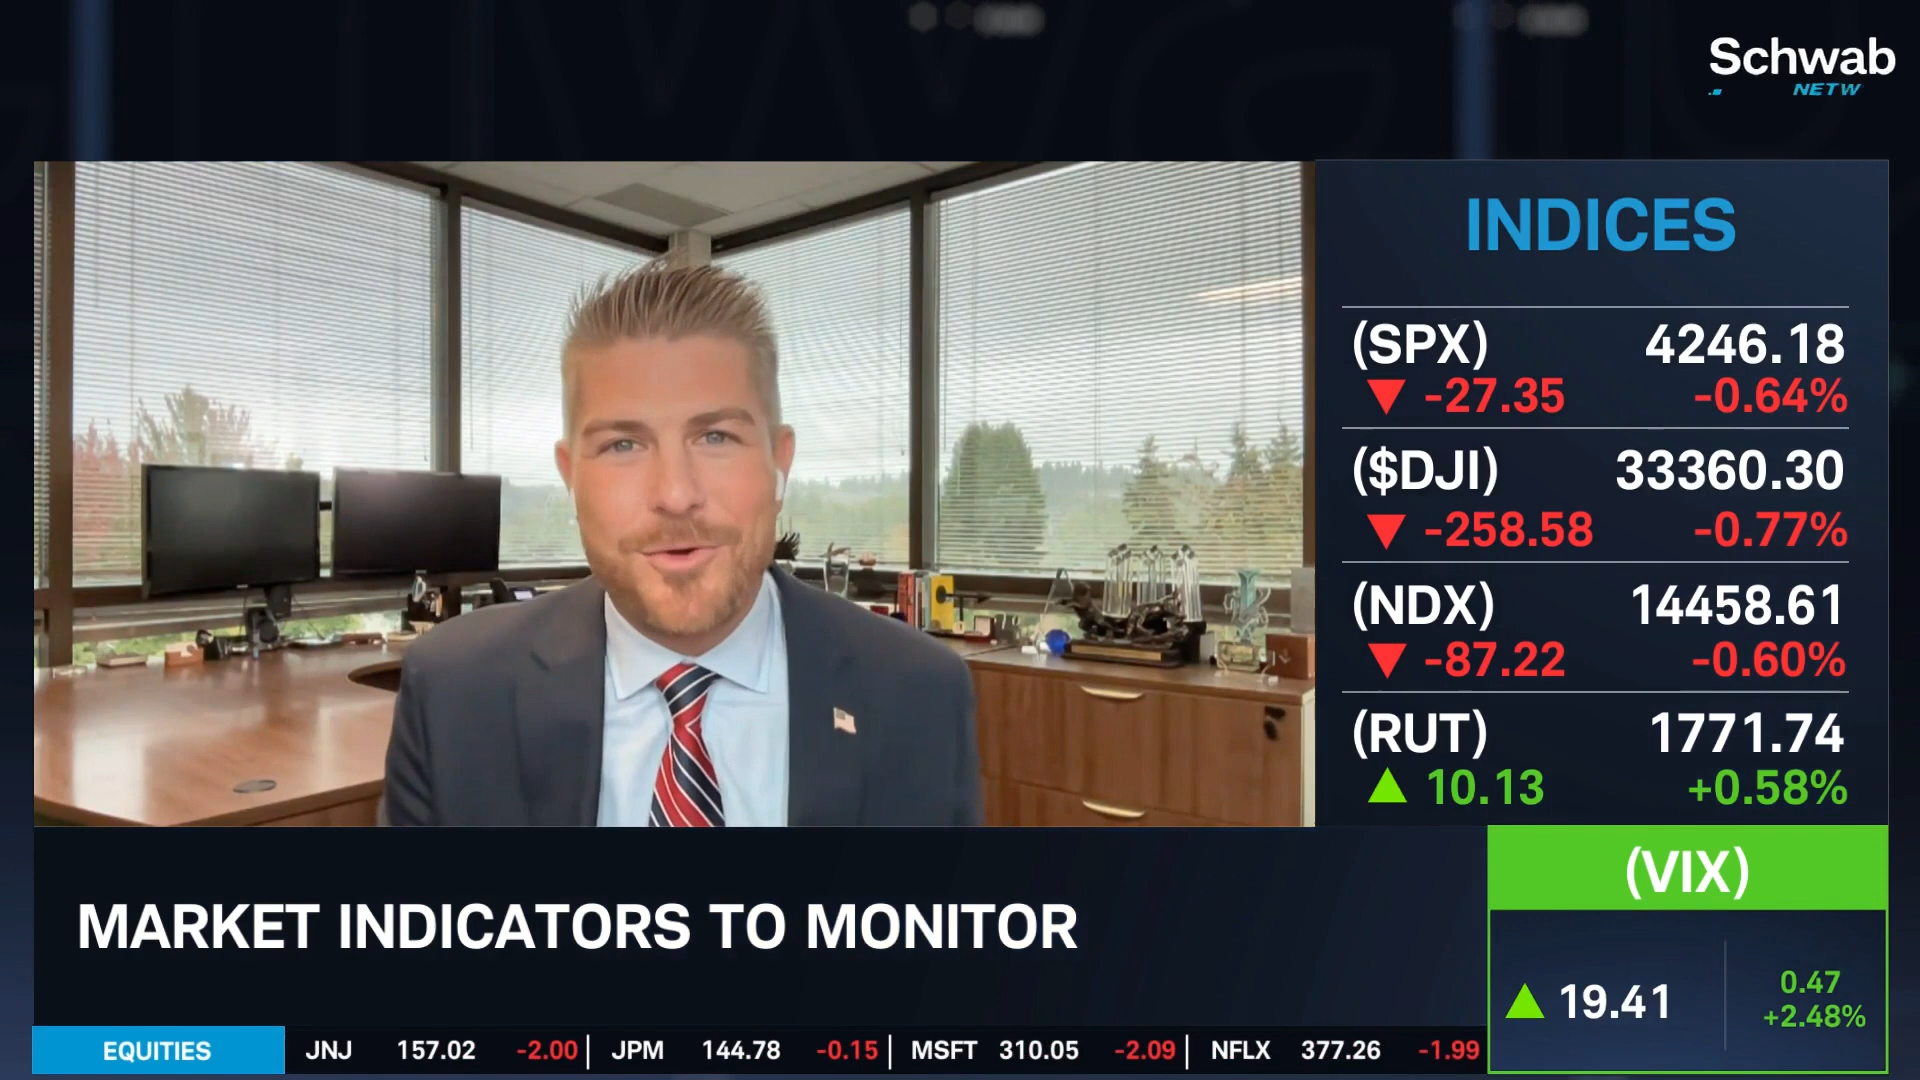 Schwab
NETW
INDICES
(SPX) 4246.18
▼ -27.35 -0.64%
($DJI) 33360.30
▼ -258.58 -0.77%
(NDX) 14458.61
▼ -87.22 -0.60%
(RUT) 1771.74
▲ 10.13 +0.58%
(VIX)
▲ 19.41
0.47
+2.48%
MARKET INDICATORS TO MONITOR
EQUITIES JNJ 157.02 -2.00 JPM 144.78 -0.15 MSFT 310.05 -2.09 NFLX 377.26 -1.99